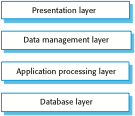 Presentation layer
Data management layer
Application processing layer
Database layer